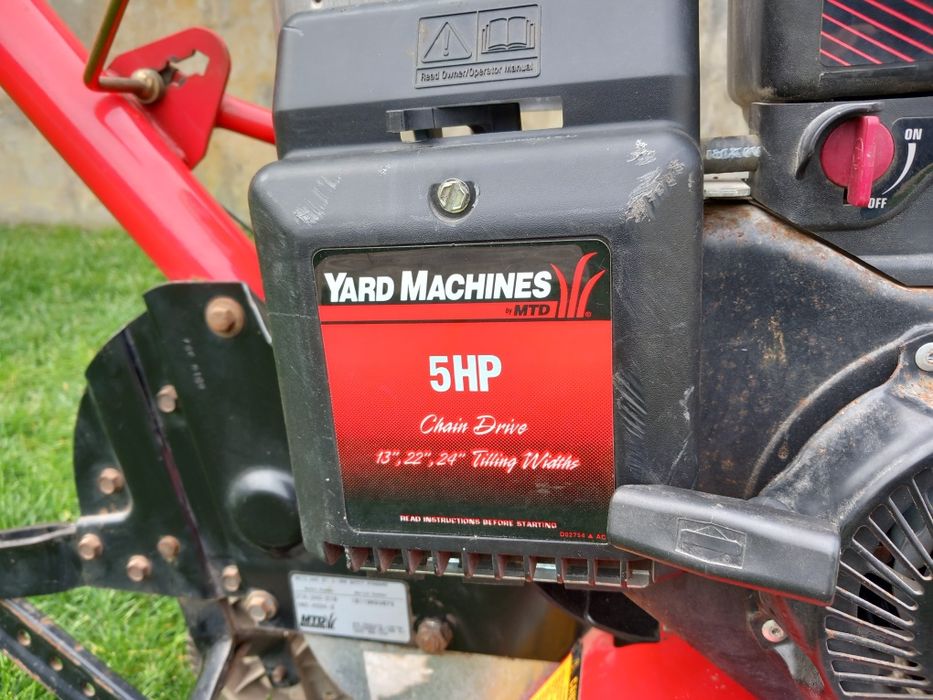 Read Owner/Operator Manual
ON
OFF
YARD MACHINES
by MTD
5HP
Chain Drive
13", 22", 24" Tilling Widths
READ INSTRUCTIONS BEFORE STARTING
MTD